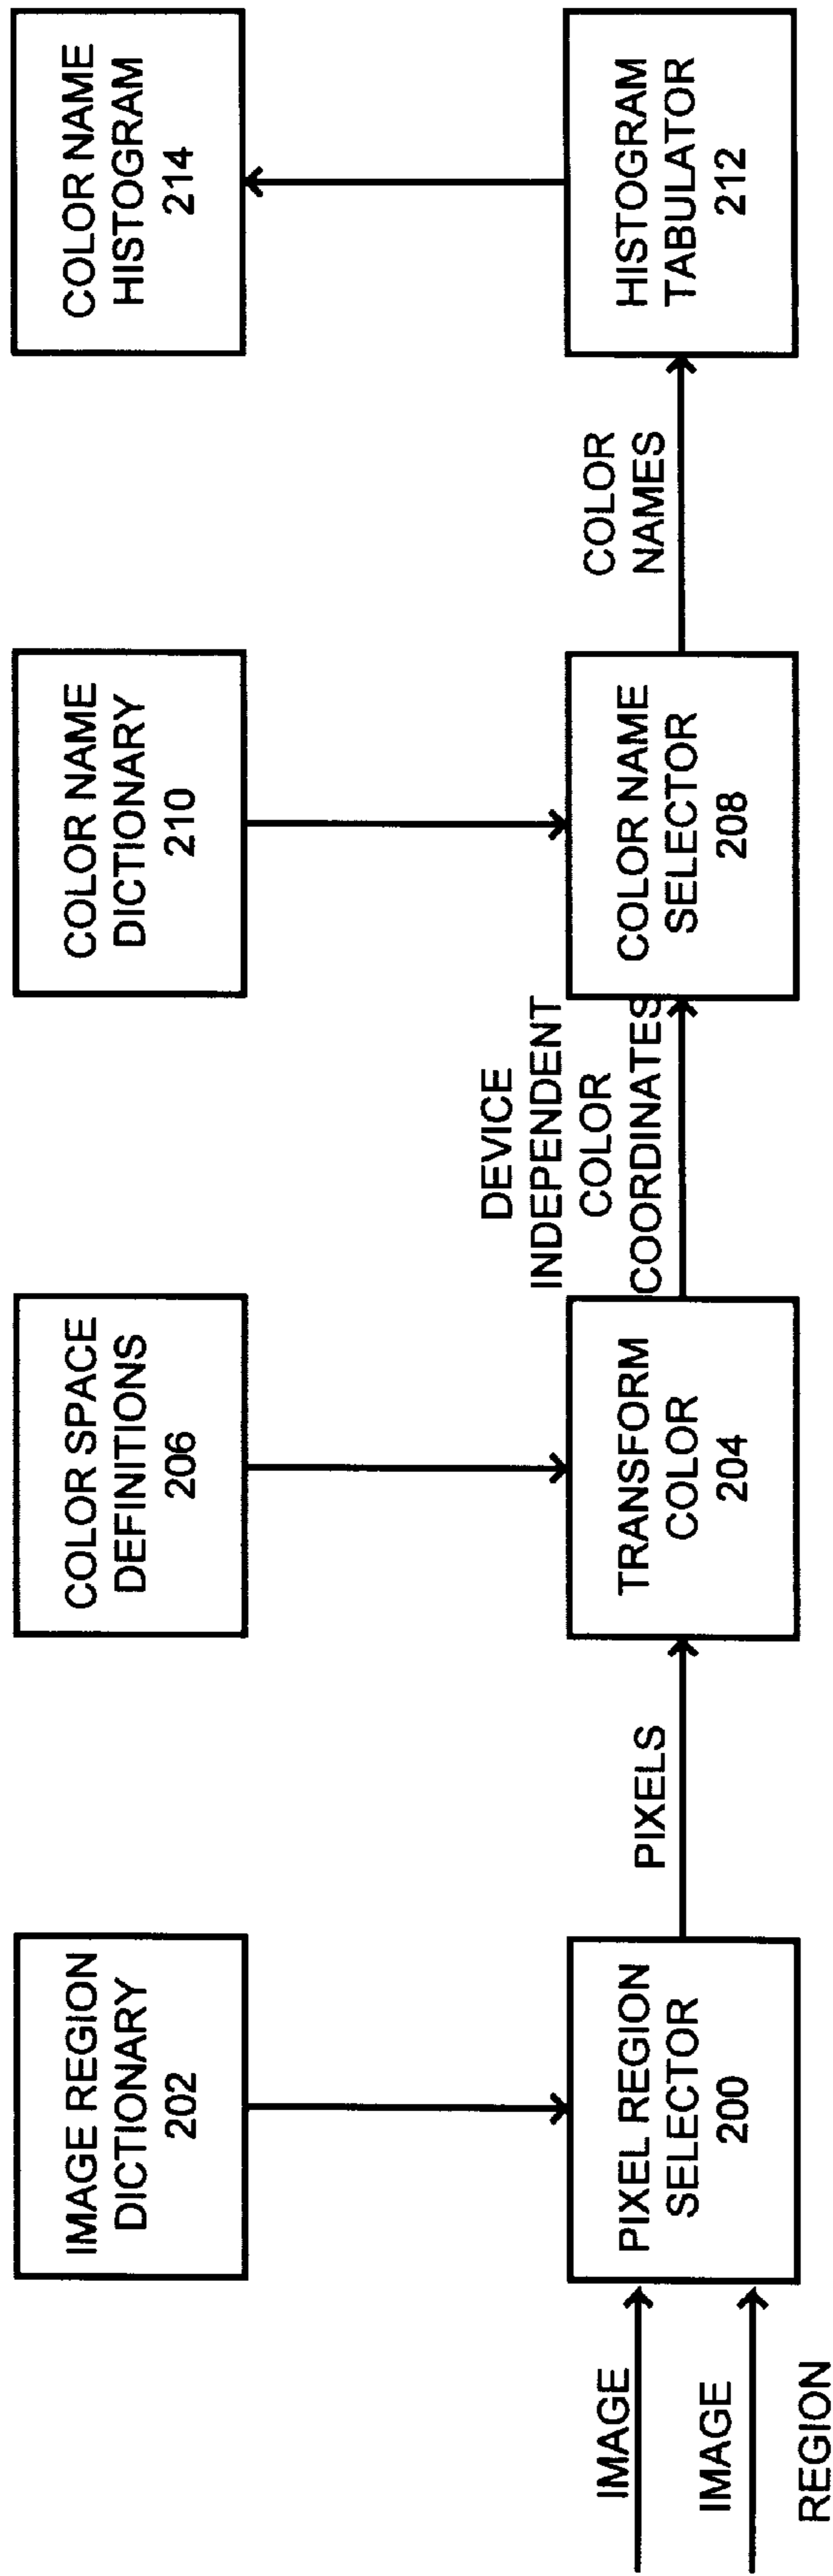 IMAGE REGION
DICTIONARY
202
COLOR SPACE
DEFINITIONS
206
COLOR NAME
DICTIONARY
210
COLOR NAME
HISTOGRAM
214
IMAGE
IMAGE
REGION
PIXEL REGION
SELECTOR
200
PIXELS
TRANSFORM
COLOR
204
DEVICE
INDEPENDENT
COLOR
COORDINATES
COLOR NAME
SELECTOR
208
COLOR
NAMES
HISTOGRAM
TABULATOR
212